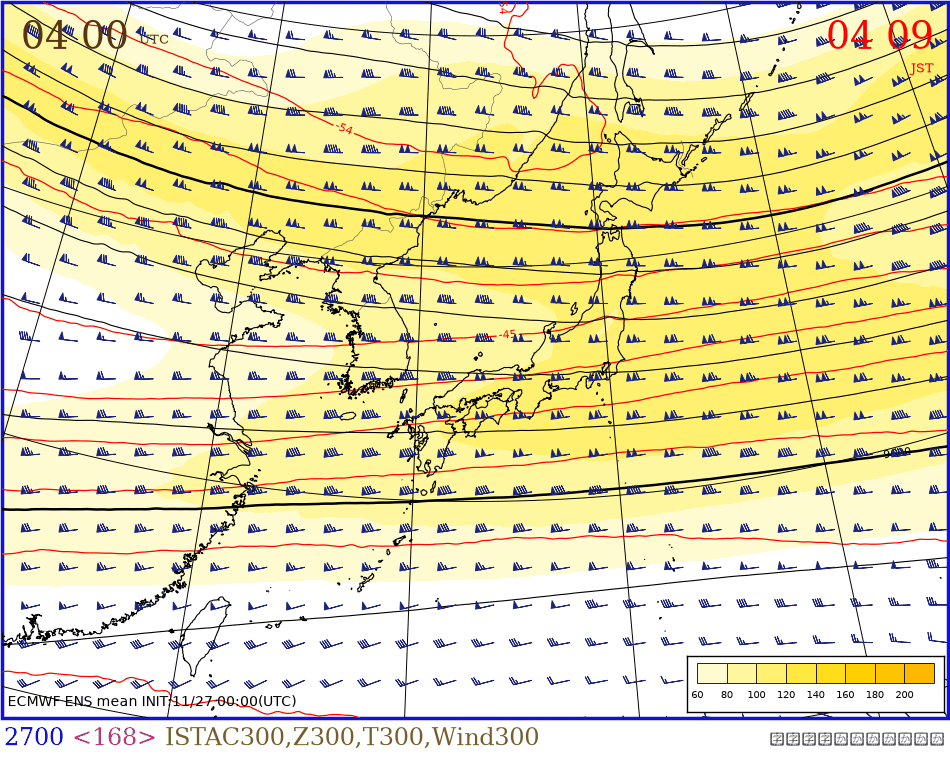 04 00 UTC
04 09
JST
-54
-45
ECMWF ENS mean INIT:11/27 00:00(UTC)
60 80 100 120 140 160 180 200
2700 <168> ISTAC300,Z300,T300,Wind300